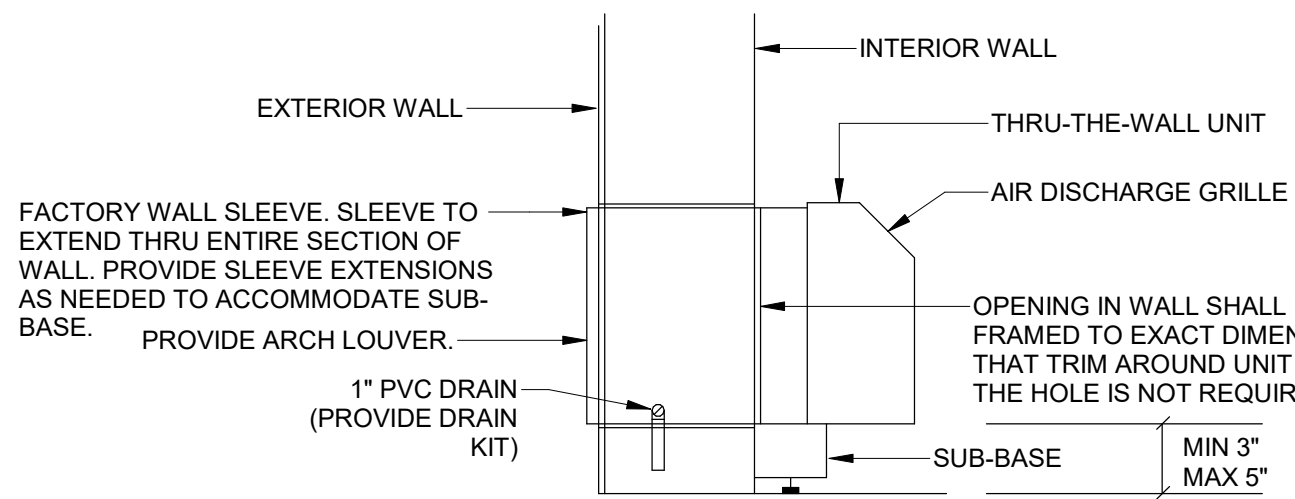 INTERIOR WALL
EXTERIOR WALL
THRU-THE-WALL UNIT
AIR DISCHARGE GRILLE
FACTORY WALL SLEEVE. SLEEVE TO
EXTEND THRU ENTIRE SECTION OF
WALL. PROVIDE SLEEVE EXTENSIONS
AS NEEDED TO ACCOMMODATE SUB-
BASE.
PROVIDE ARCH LOUVER.
OPENING IN WALL SHALL
FRAMED TO EXACT DIMEN
THAT TRIM AROUND UNIT
THE HOLE IS NOT REQUIR
1" PVC DRAIN
(PROVIDE DRAIN
KIT)
SUB-BASE
MIN 3"
MAX 5"